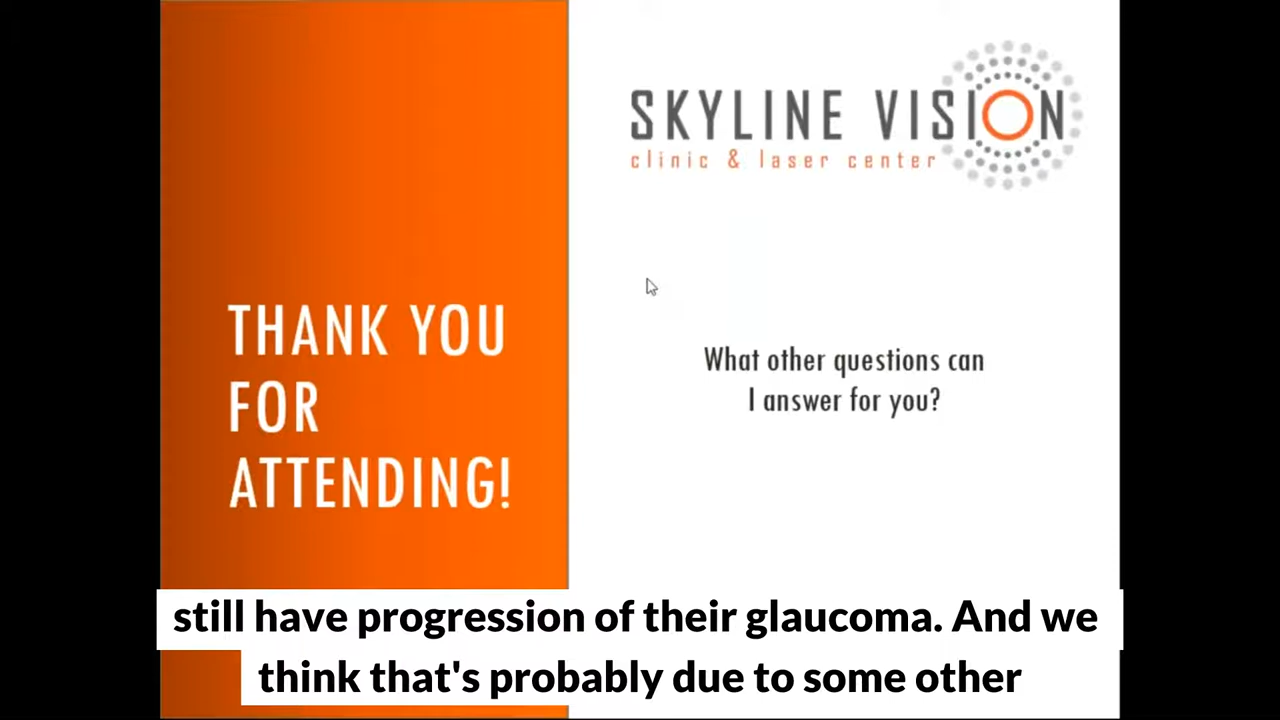 SKYLINE VISION
clinic & laser center
THANK YOU
FOR
ATTENDING!
What other questions can
I answer for you?
still have progression of their glaucoma. And we
think that's probably due to some other